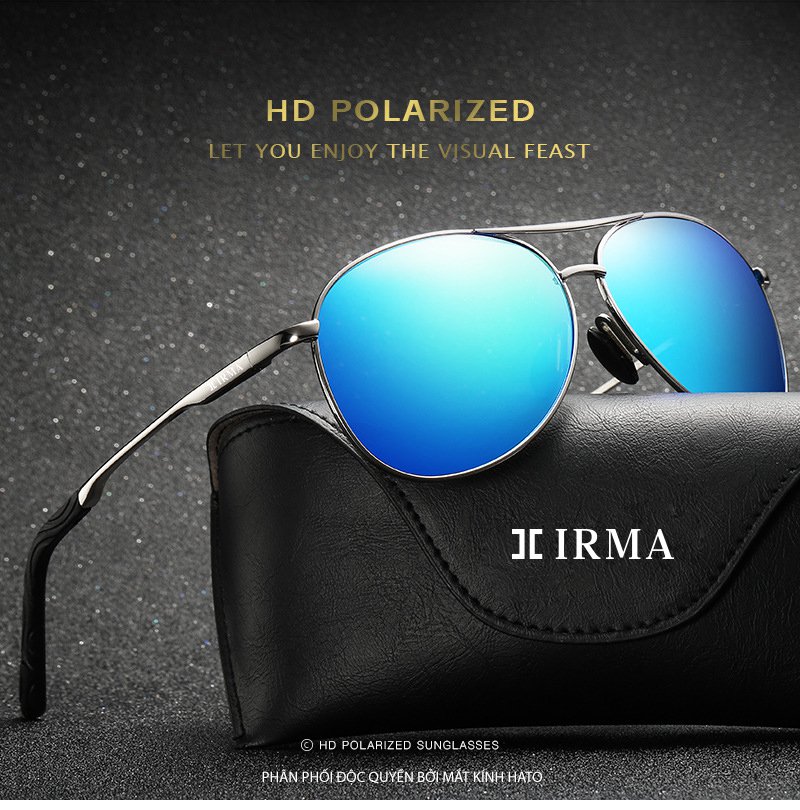 HD POLARIZED
LET YOU ENJOY THE VISUAL FEAST
IRMA
IRMA
© HD POLARIZED SUNGLASSES
PHÂN PHỐI ĐỘC QUYỀN BỞI MẮT KÍNH HATO